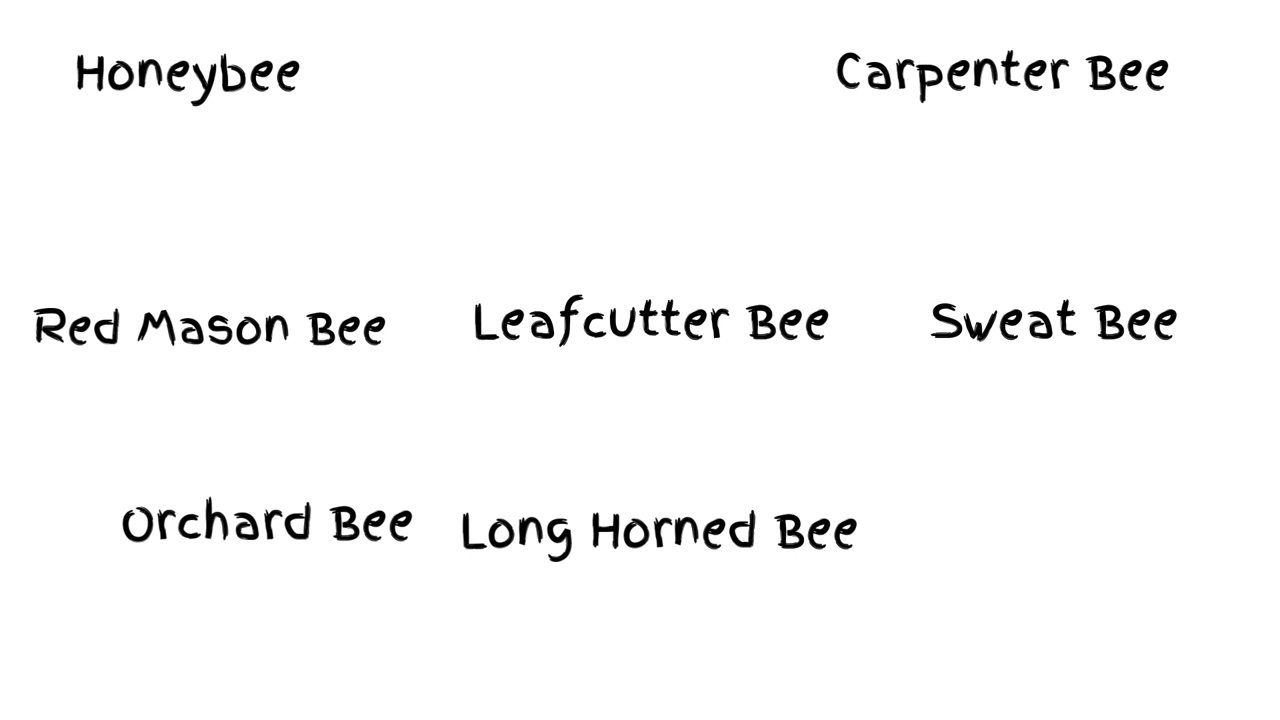 Honeybee
Carpenter Bee
Red Mason Bee
Leafcutter Bee
Sweat Bee
Orchard Bee
Long Horned Bee